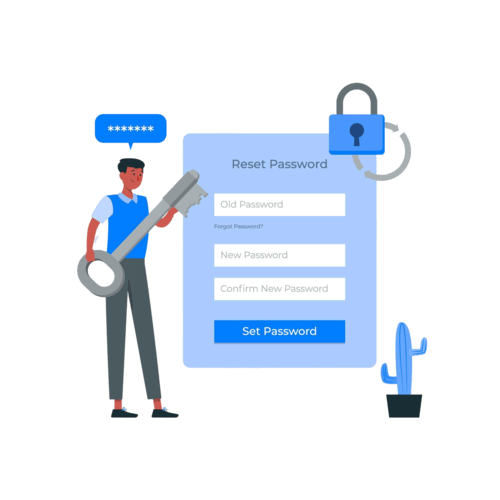 *******
Reset Password
Old Password
Forgot Password?
New Password
Confirm New Password
Set Password